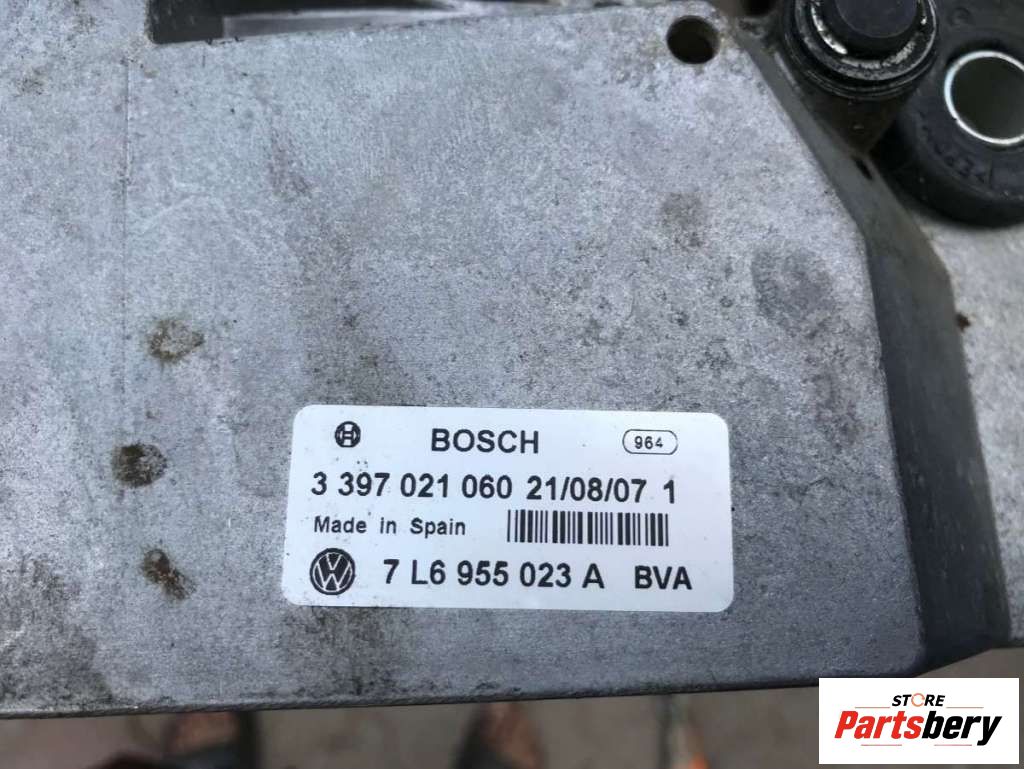 BOSCH 964
3 397 021 060 21/08/07 1
Made in Spain
7 L6 955 023 A BVA
STORE
Partsbery